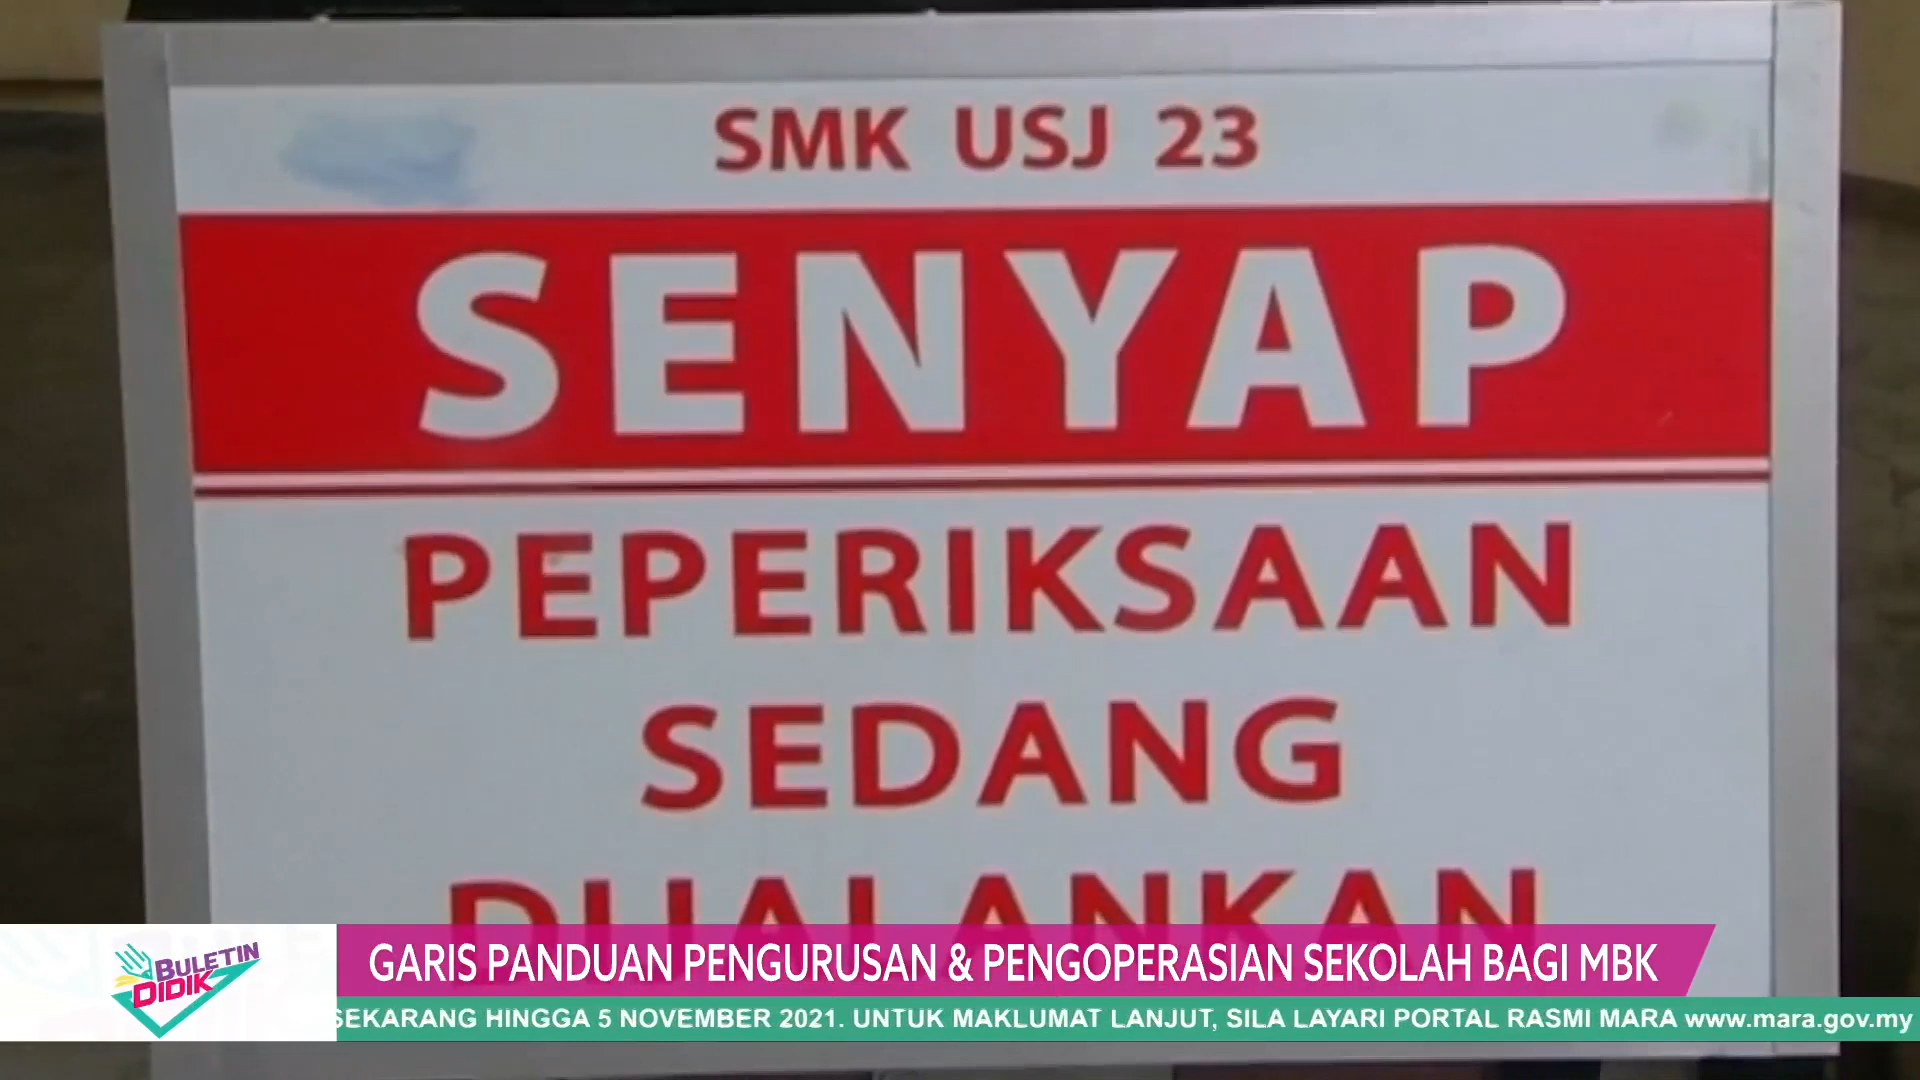 SMK USJ 23
SENYAP
PEPERIKSAAN
SEDANG
DIJALANKAN
BULETIN
DIDIK
GARIS PANDUAN PENGURUSAN & PENGOPERASIAN SEKOLAH BAGI MBK
SEKARANG HINGGA 5 NOVEMBER 2021. UNTUK MAKLUMAT LANJUT, SILA LAYARI PORTAL RASMI MARA www.mara.gov.my